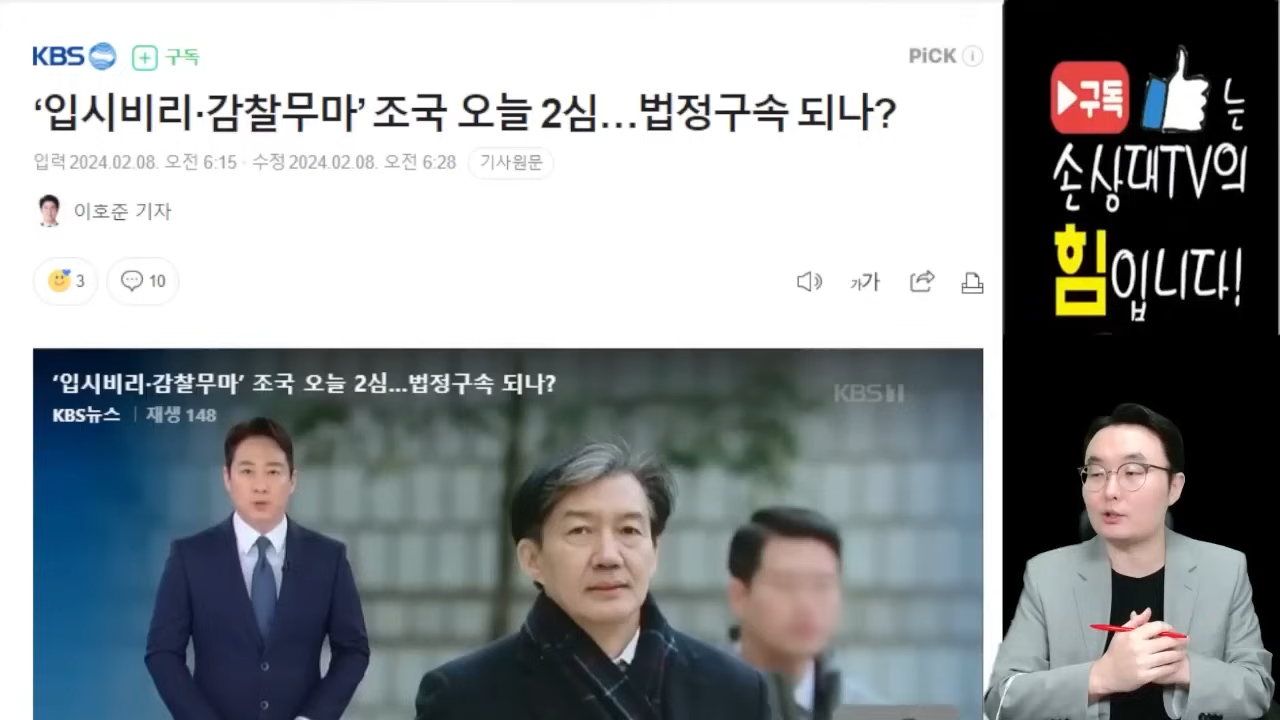 KBS + 구독
PiCK i
‘입시비리·감찰무마’ 조국 오늘 2심…법정구속 되나?
입력 2024.02.08. 오전 6:15 · 수정 2024.02.08. 오전 6:28 기사원문
이호준 기자
3 10
가가
‘입시비리·감찰무마’ 조국 오늘 2심...법정구속 되나?
KBS뉴스 | 재생 148
KBS
구독 는
손상대TV의
힘입니다!